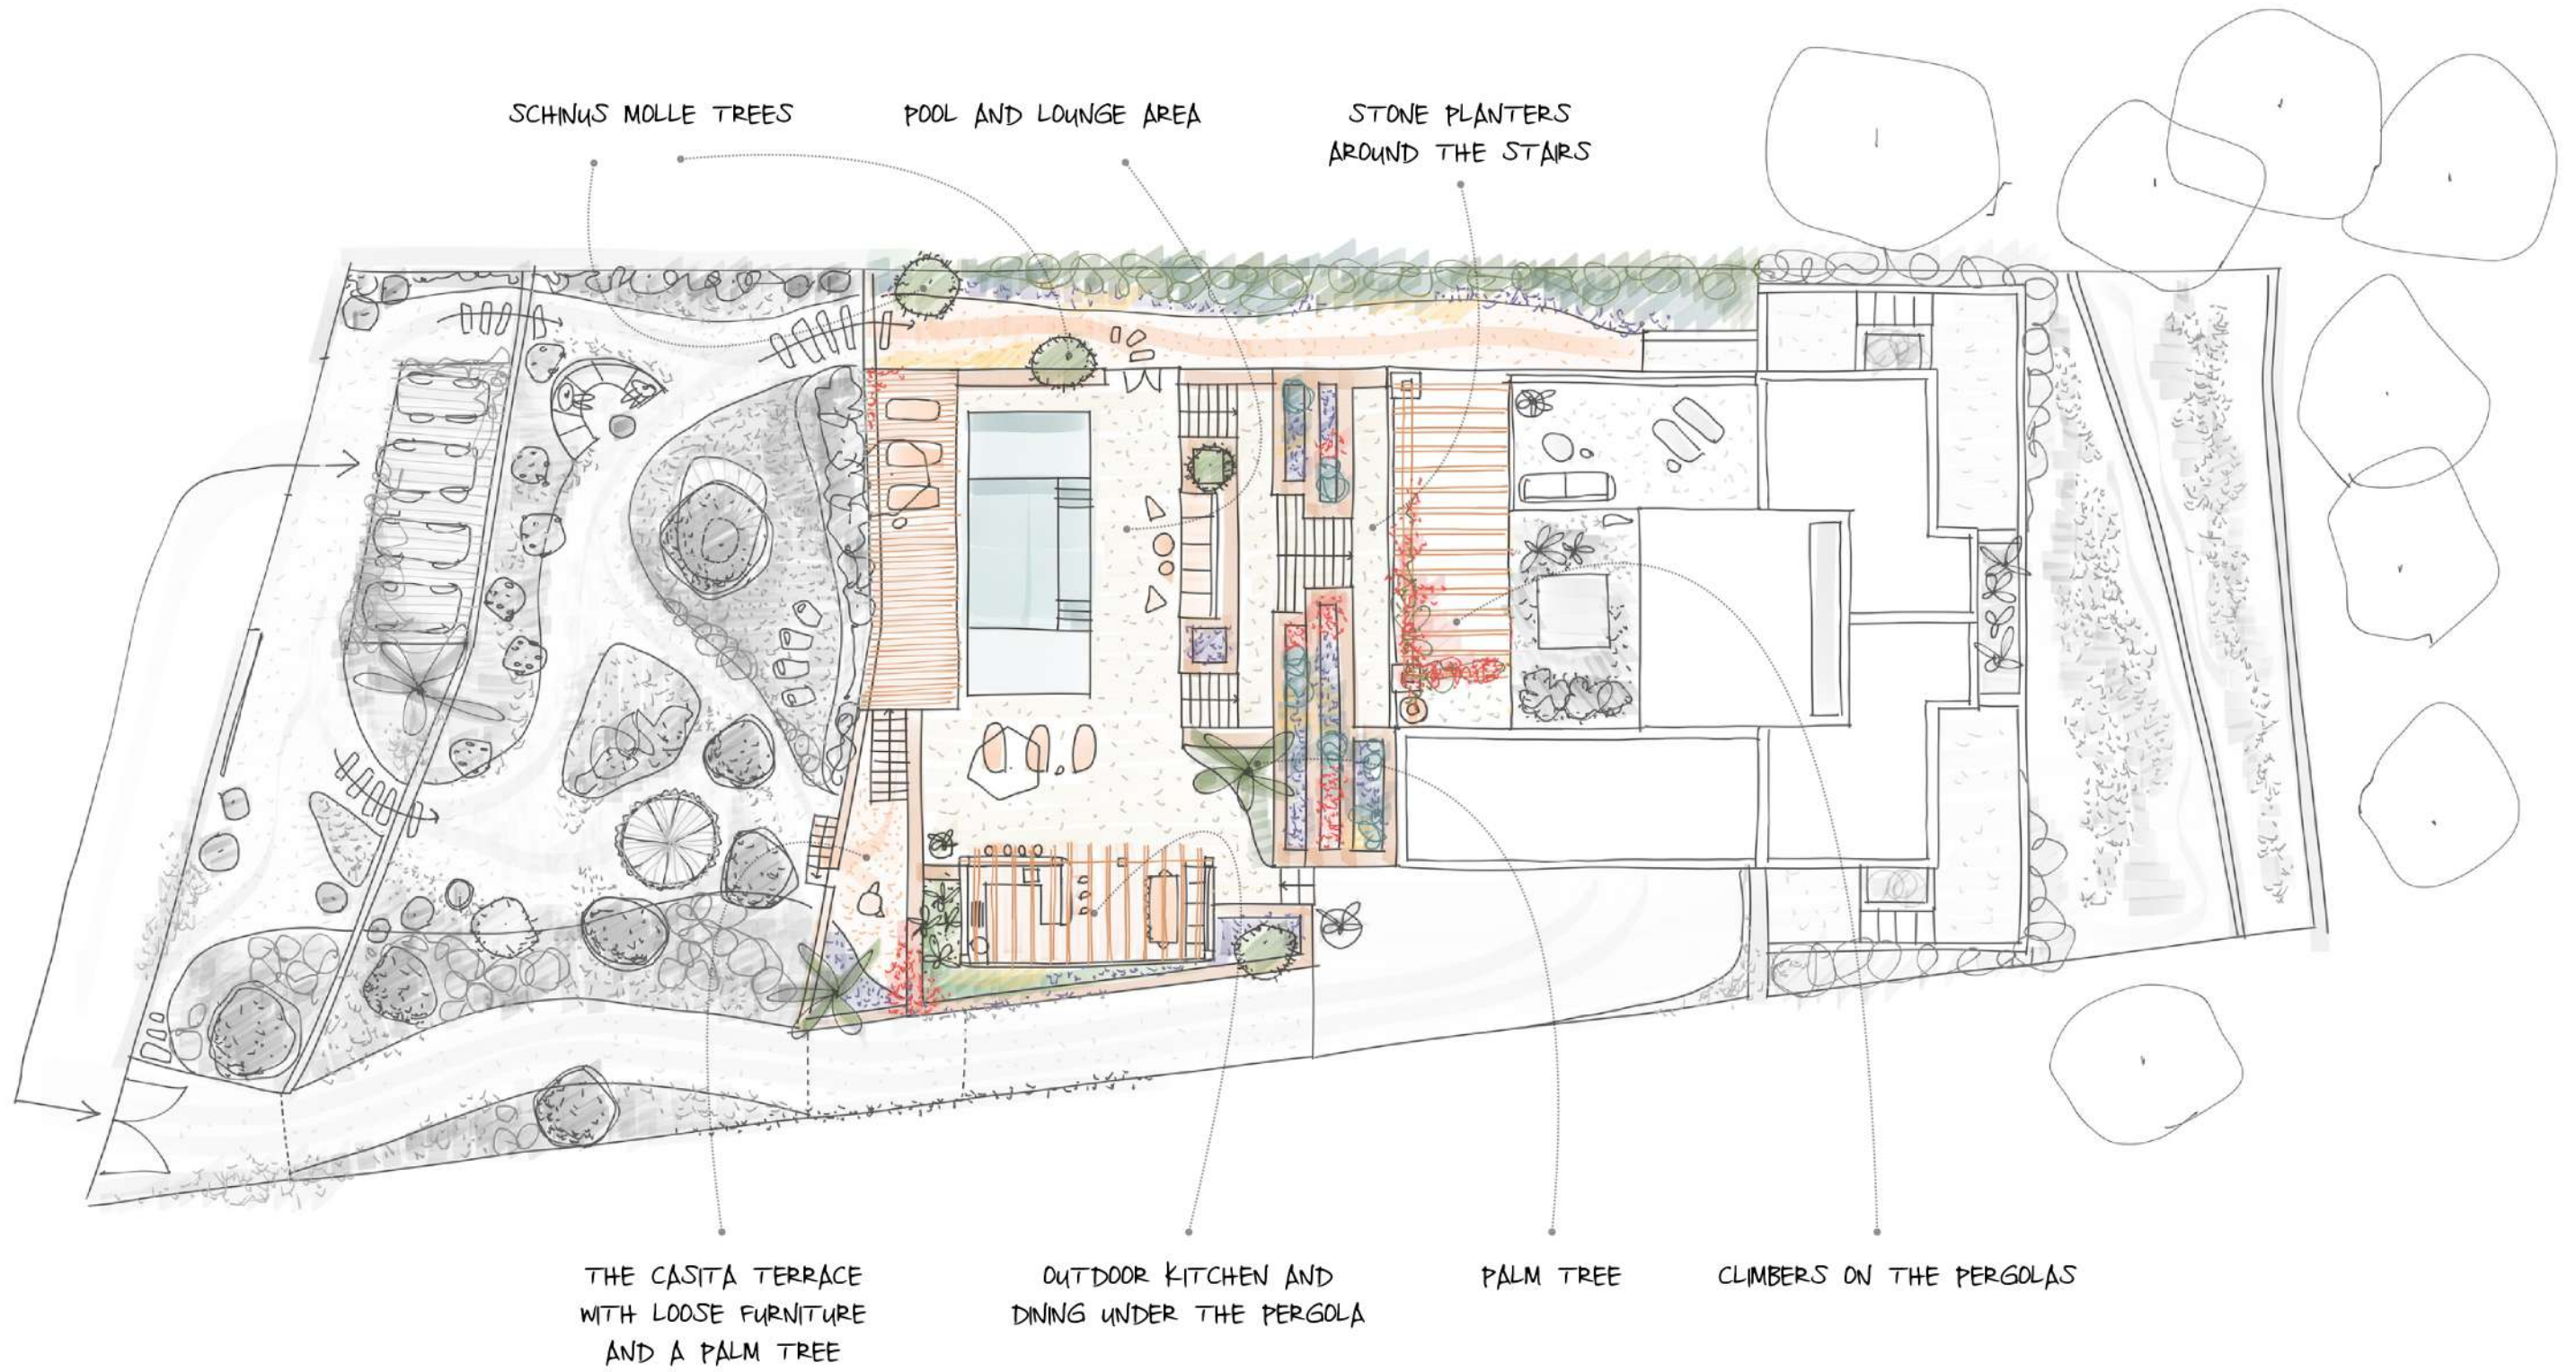 SCHINUS MOLLE TREES
POOL AND LOUNGE AREA
STONE PLANTERS
AROUND THE STAIRS
THE CASITA TERRACE
WITH LOOSE FURNITURE
AND A PALM TREE
OUTDOOR KITCHEN AND
DINING UNDER THE PERGOLA
PALM TREE
CLIMBERS ON THE PERGOLAS